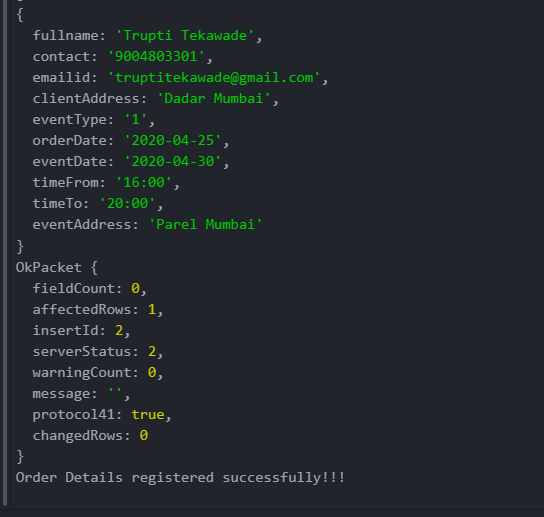 {
fullname: 'Trupti Tekawade',
contact: '9004803301',
emailid: 'truptitekawade@gmail.com',
clientAddress: 'Dadar Mumbai',
eventType: '1',
orderDate: '2020-04-25',
eventDate: '2020-04-30',
timeFrom: '16:00',
timeTo: '20:00',
eventAddress: 'Parel Mumbai'
}
OkPacket {
fieldCount: 0,
affectedRows: 1,
insertId: 2,
serverStatus: 2,
warningCount: 0,
message: '',
protocol41: true,
changedRows: 0
}
Order Details registered successfully!!!